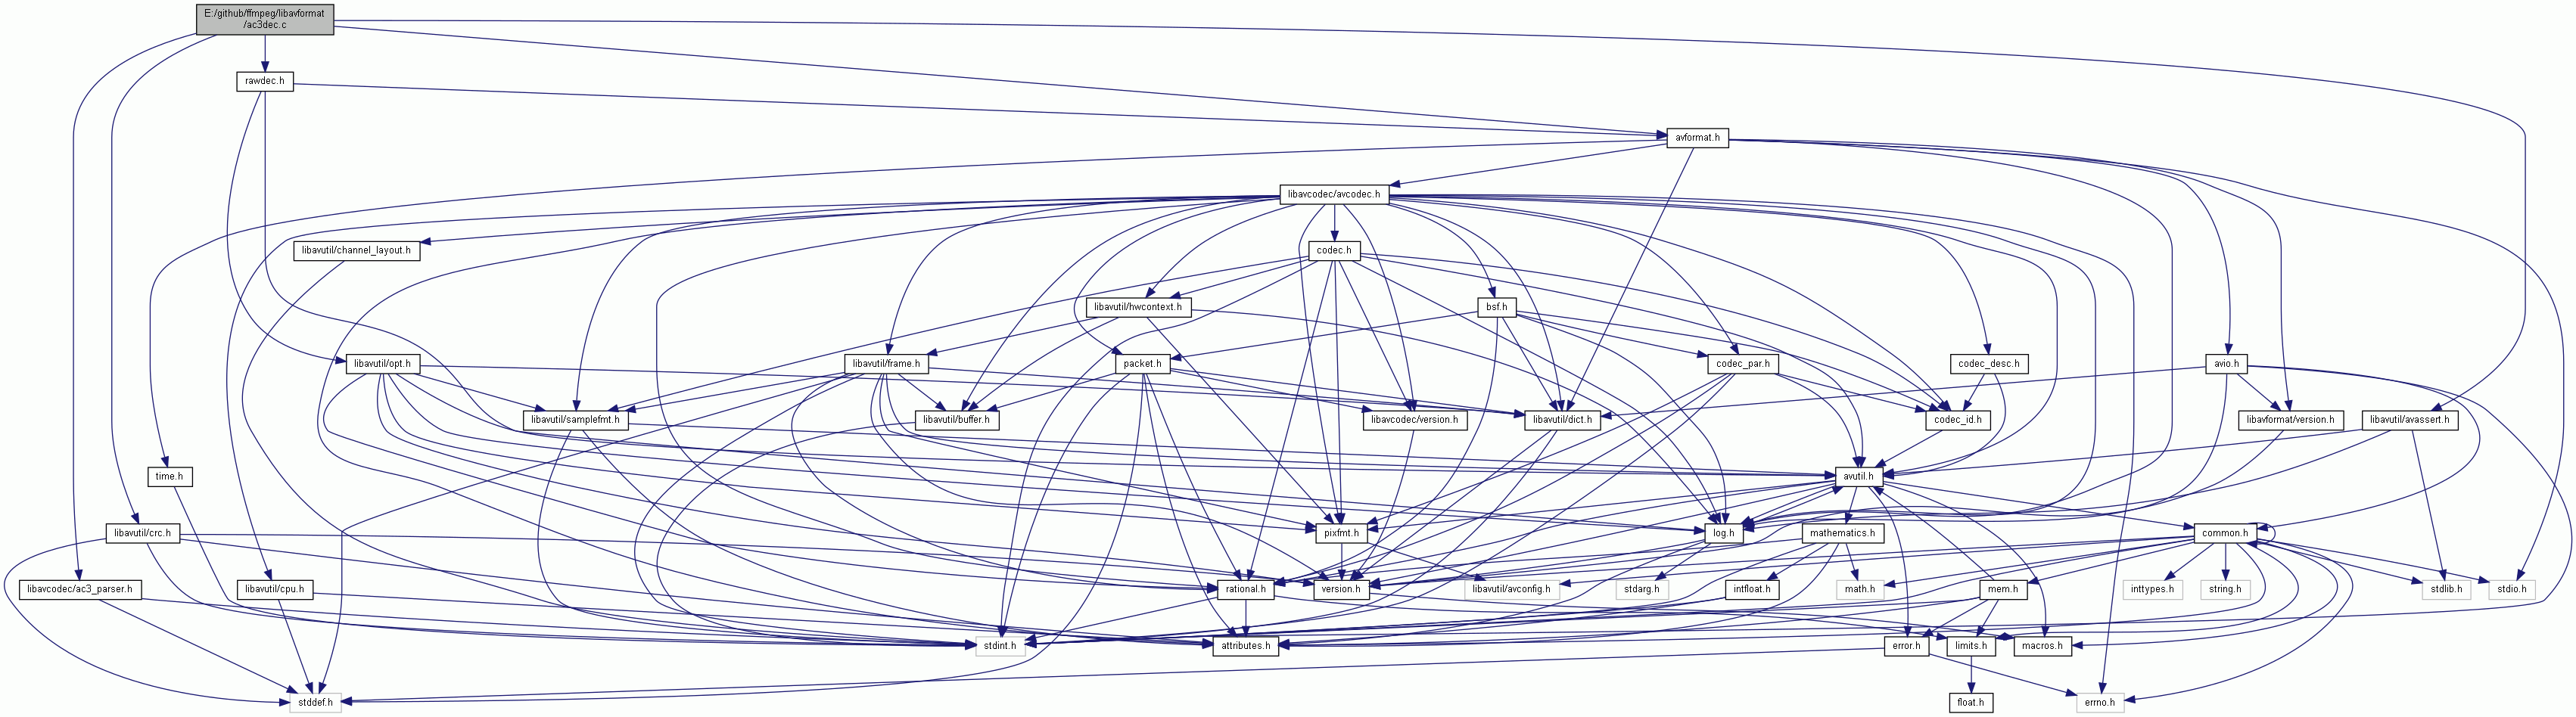 E:/github/ffmpeg/libavformat
/ac3dec.c
rawdec.h
avformat.h
libavcodec/avcodec.h
libavutil/channel_layout.h
codec.h
libavutil/hwcontext.h
bsf.h
libavutil/opt.h
libavutil/frame.h
packet.h
codec_par.h
codec_desc.h
avio.h
libavutil/samplefmt.h
libavutil/buffer.h
libavcodec/version.h
libavutil/dict.h
codec_id.h
libavformat/version.h
libavutil/avassert.h
time.h
avutil.h
libavutil/crc.h
pixfmt.h
log.h
mathematics.h
common.h
libavcodec/ac3_parser.h
libavutil/cpu.h
rational.h
version.h
libavutil/avconfig.h
stdarg.h
intfloat.h
math.h
mem.h
inttypes.h
string.h
stdlib.h
stdio.h
stdint.h
attributes.h
error.h
limits.h
macros.h
stddef.h
float.h
errno.h